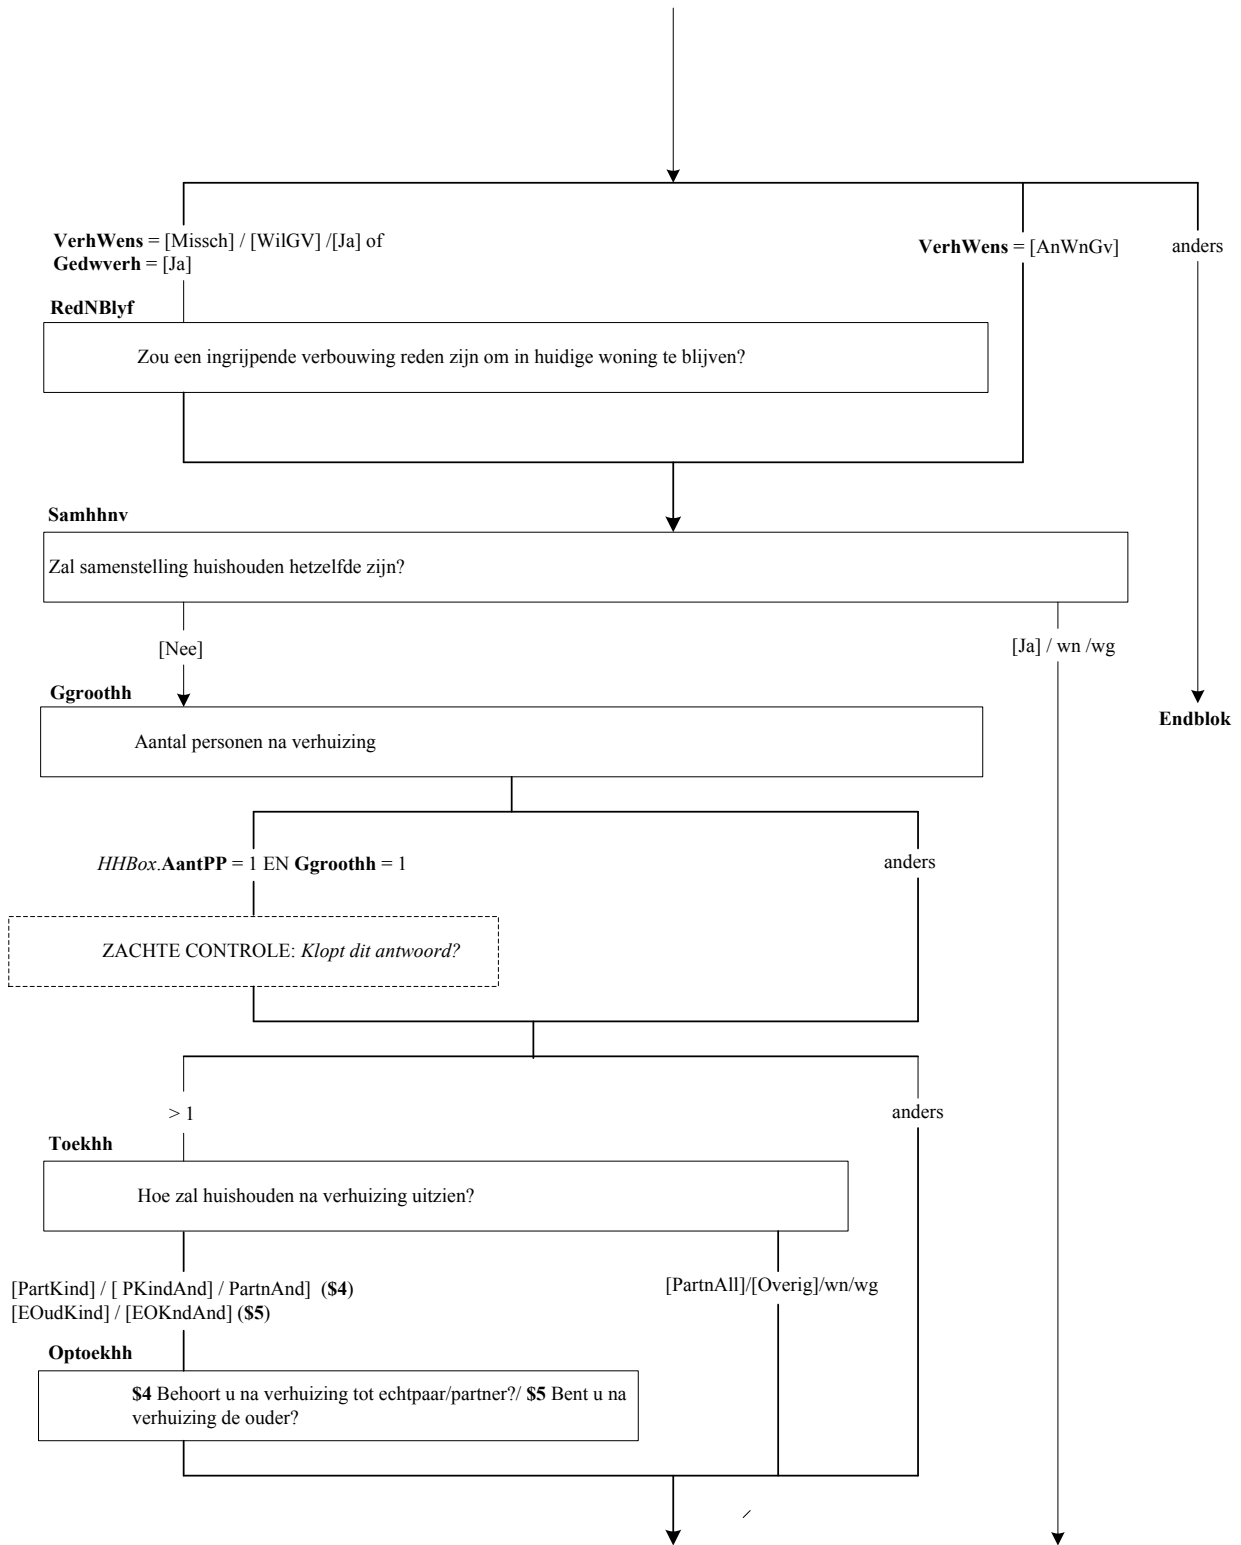 VerhWens = [Missch] / [WilGV] /[Ja] of
Gedwverh = [Ja]
VerhWens = [AnWnGv]
anders
RedNBlyf
Zou een ingrijpende verbouwing reden zijn om in huidige woning te blijven?
Samhhnv
Zal samenstelling huishouden hetzelfde zijn?
[Nee]
[Ja] / wn /wg
Ggroothh
Endblok
Aantal personen na verhuizing
HHBox.AantPP = 1 EN Ggroothh = 1
anders
ZACHTE CONTROLE: Klopt dit antwoord?
> 1
anders
Toekhh
Hoe zal huishouden na verhuizing uitzien?
[PartKind] / [ PKindAnd] / PartnAnd] ($4)
[EOudKind] / [EOKndAnd] ($5)
[PartnAll]/[Overig]/wn/wg
Optoekhh
$4 Behoort u na verhuizing tot echtpaar/partner?/ $5 Bent u na
verhuizing de ouder?